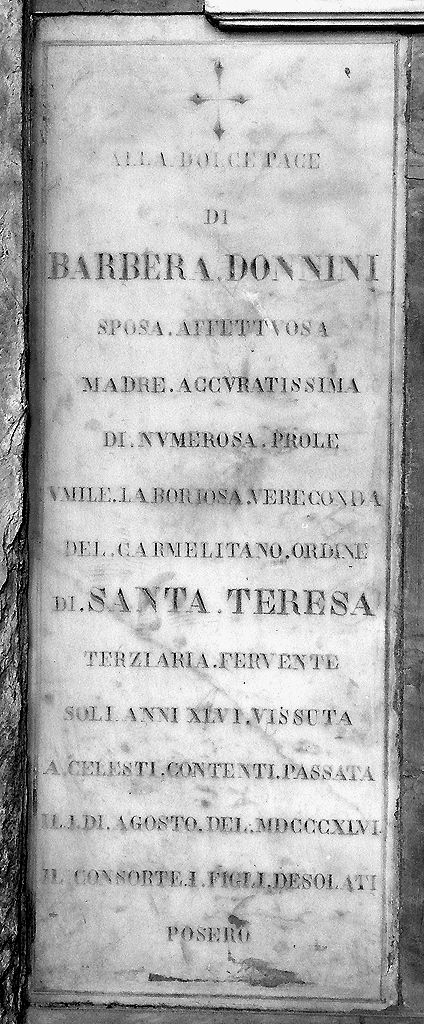 ALLA.DOLCE PACE
DI
BARBERA.DONNINI
SPOSA.AFFETTVOSA
MADRE.ACCVRATISSIMA
DI.NVMEROSA.PROLE
VMILE.LABORIOSA.VERECONDA
DEL.CARMELITANO.ORDINE
DI.SANTA.TERESA
TERZIARIA.FERVENTE
SOLI.ANNI XLVI.VISSUTA
A.CELESTI.CONTENTI.PASSATA
IL.I.DI.AGOSTO.DEL.MDCCCXLVI.
IL CONSORTE.I.FIGLI.DESOLATI
POSERO